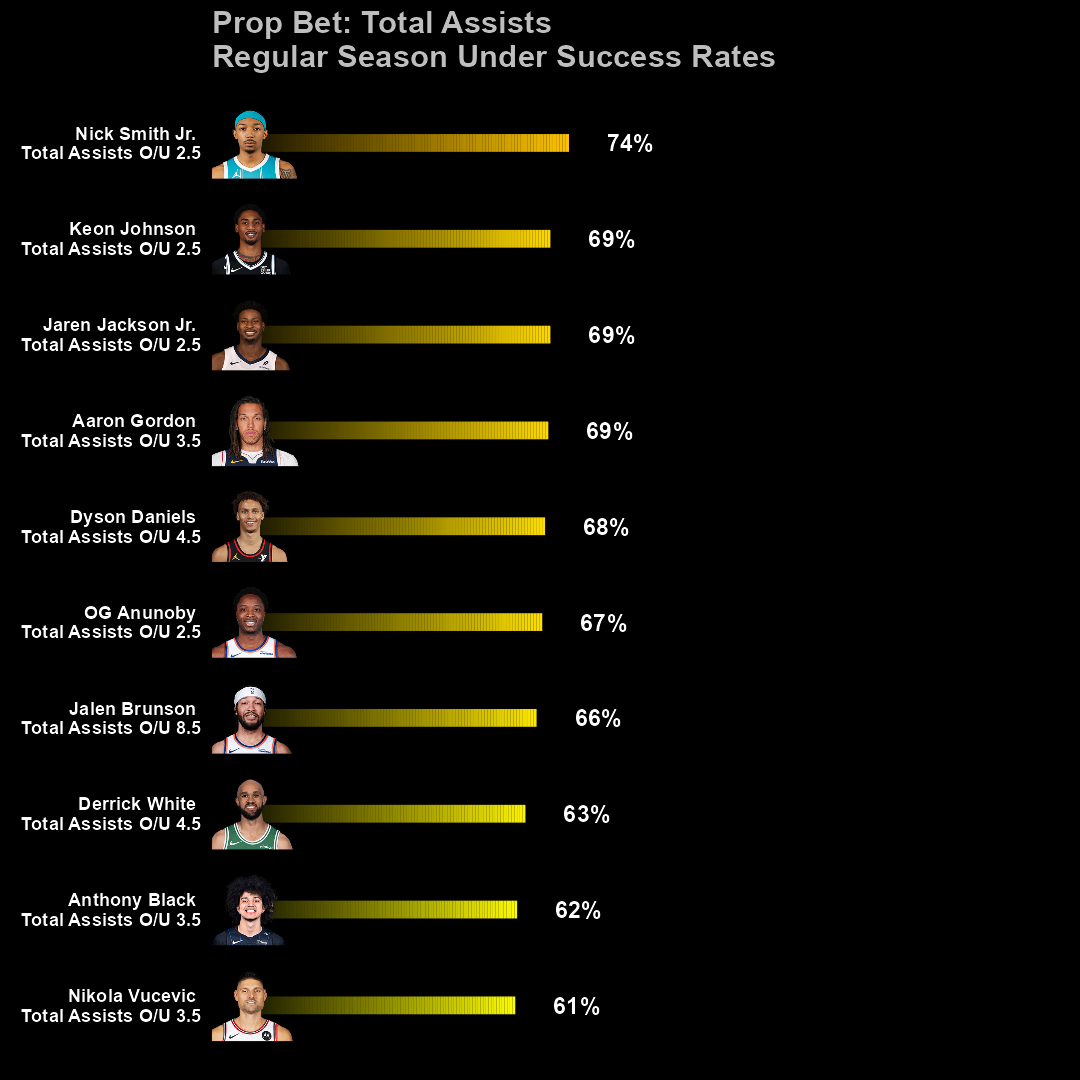 Prop Bet: Total Assists
Regular Season Under Success Rates
Nick Smith Jr.
Total Assists O/U 2.5
74%
Keon Johnson
Total Assists O/U 2.5
69%
Jaren Jackson Jr.
Total Assists O/U 2.5
69%
Aaron Gordon
Total Assists O/U 3.5
69%
Dyson Daniels
Total Assists O/U 4.5
68%
OG Anunoby
Total Assists O/U 2.5
67%
Jalen Brunson
Total Assists O/U 8.5
66%
Derrick White
Total Assists O/U 4.5
63%
Anthony Black
Total Assists O/U 3.5
62%
Nikola Vucevic
Total Assists O/U 3.5
61%